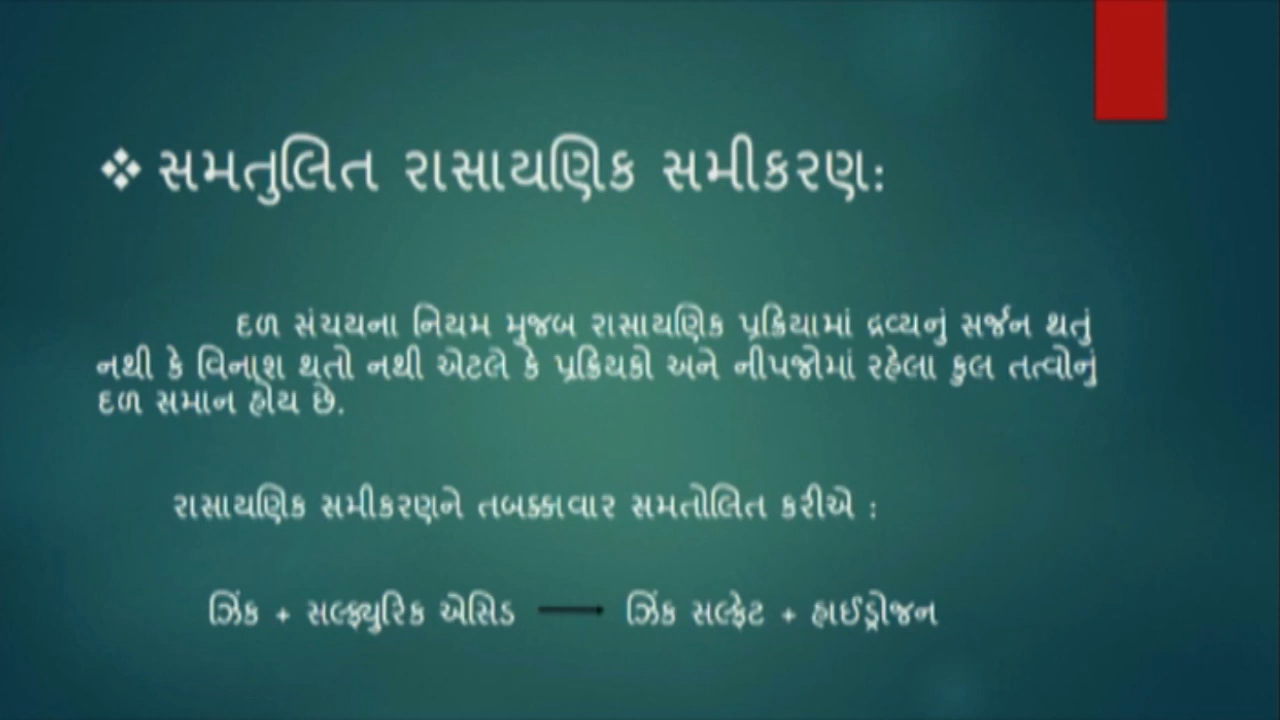 ❖ સમતુલિત રાસાયણિક સમીકરણ:
દળ સંચયના નિયમ મુજબ રાસાયણિક પ્રક્રિયામાં દ્રવ્યનું સર્જન થતું
નથી કે વિનાશ થતો નથી એટલે કે પ્રક્રિયકો અને નીપજોમાં રહેલા કુલ તત્વોનું
દળ સમાન હોય છે.
રાસાયણિક સમીકરણને તબક્કાવાર સમતોલિત કરીએ :
ઝિંક + સલ્ફ્યુરિક એસિડ → ઝિંક સલ્ફેટ + હાઈડ્રોજન